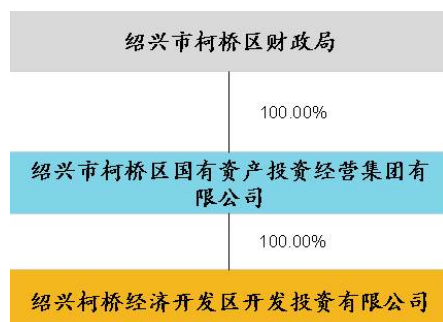 绍兴市柯桥区财政局
100.00%
绍兴市柯桥区国有资产投资经营集团有
限公司
100.00%
绍兴柯桥经济开发区开发投资有限公司